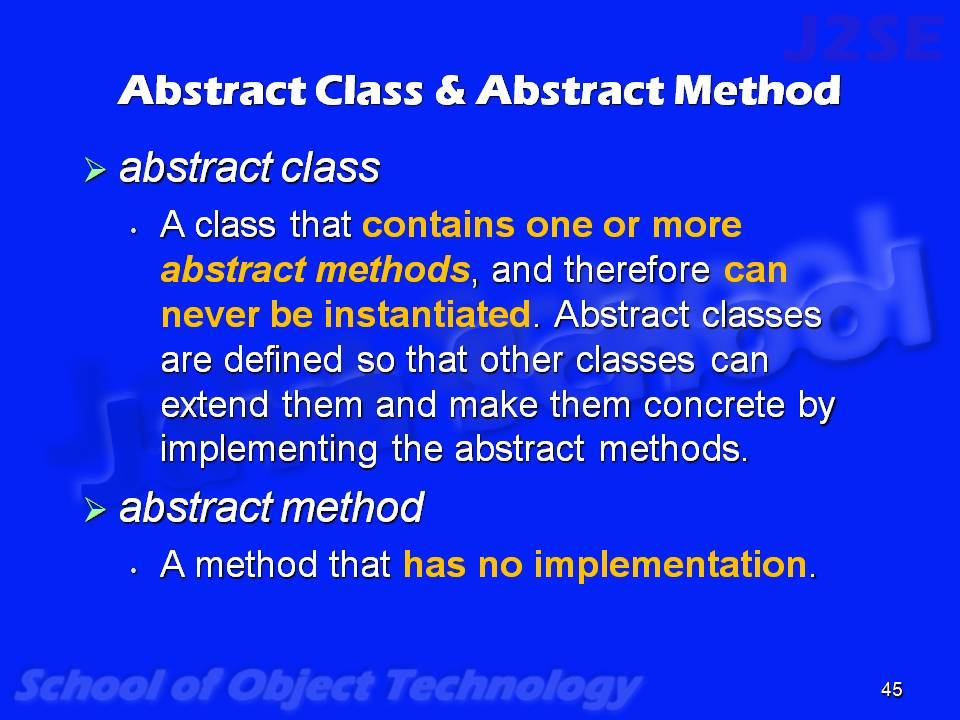 J2SE
Abstract Class & Abstract Method
abstract class
A class that contains one or more
abstract methods, and therefore can
never be instantiated. Abstract classes
are defined so that other classes can
extend them and make them concrete by
implementing the abstract methods.
abstract method
A method that has no implementation.
School of Object Technology
45